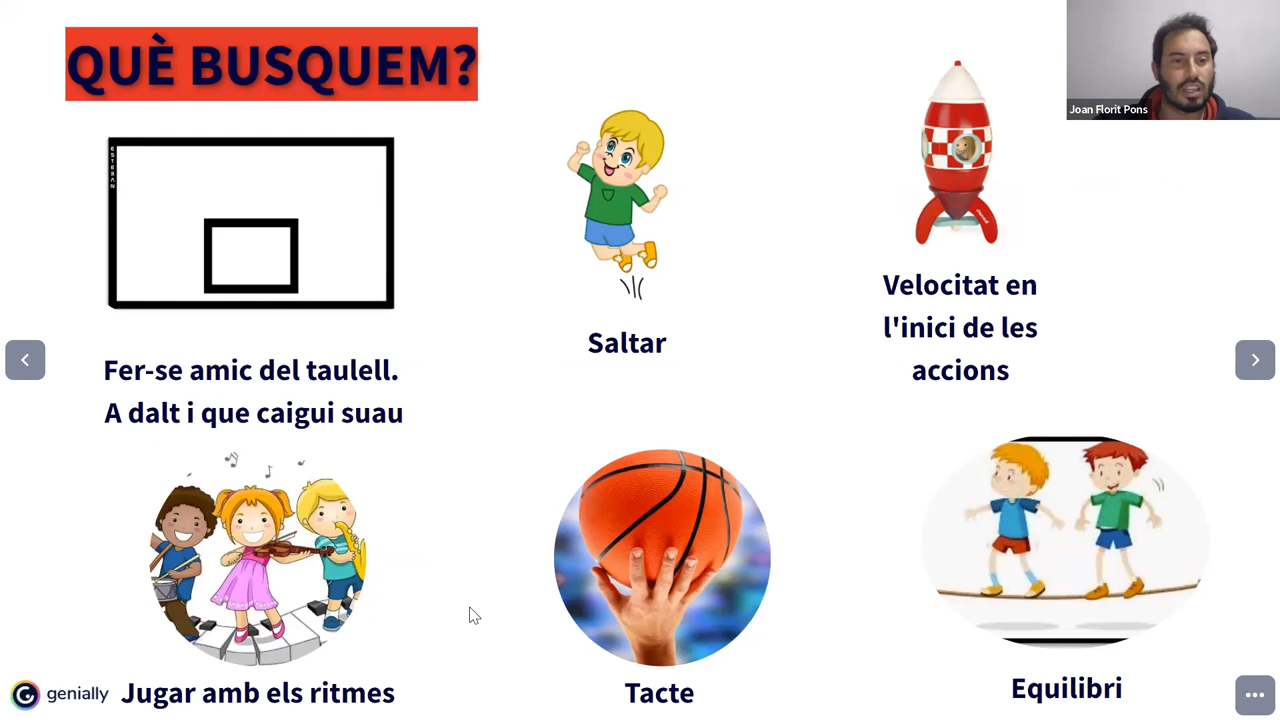 QUÈ BUSQUEM?
Joan Florit Pons
ESTEBAN
Fer-se amic del taulell.
A dalt i que caigui suau
Saltar
Velocitat en
l'inici de les
accions
Jugar amb els ritmes
Tacte
Equilibri
genially